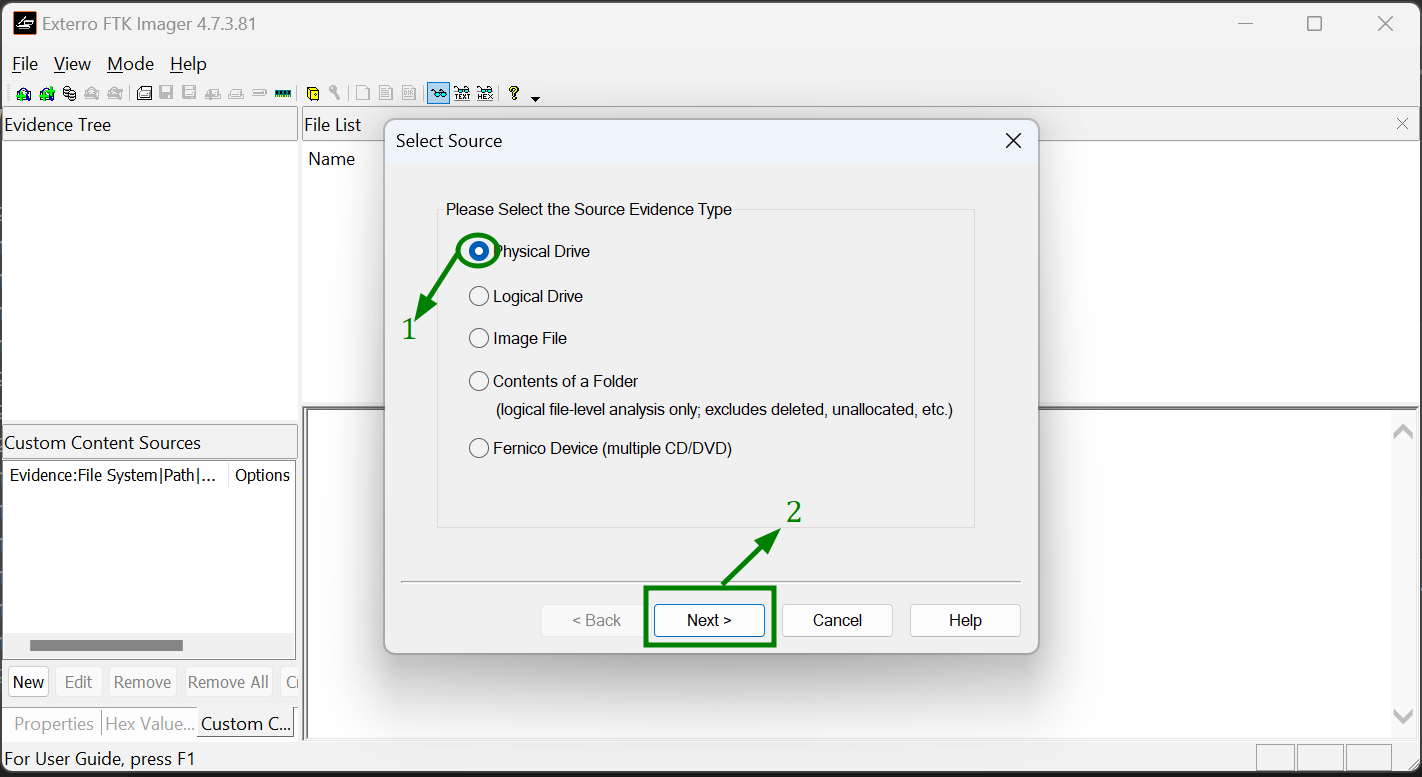 Exterro FTK Imager 4.7.3.81
File View Mode Help
TEXT HEX ?
Evidence Tree
File List
Name
Select Source
Please Select the Source Evidence Type
Physical Drive
1
Logical Drive
Image File
Contents of a Folder
(logical file-level analysis only; excludes deleted, unallocated, etc.)
Fernico Device (multiple CD/DVD)
2
< Back Next > Cancel Help
Custom Content Sources
Evidence:File System|Path|... Options
New Edit Remove Remove All Cr
Properties Hex Value... Custom C...
For User Guide, press F1